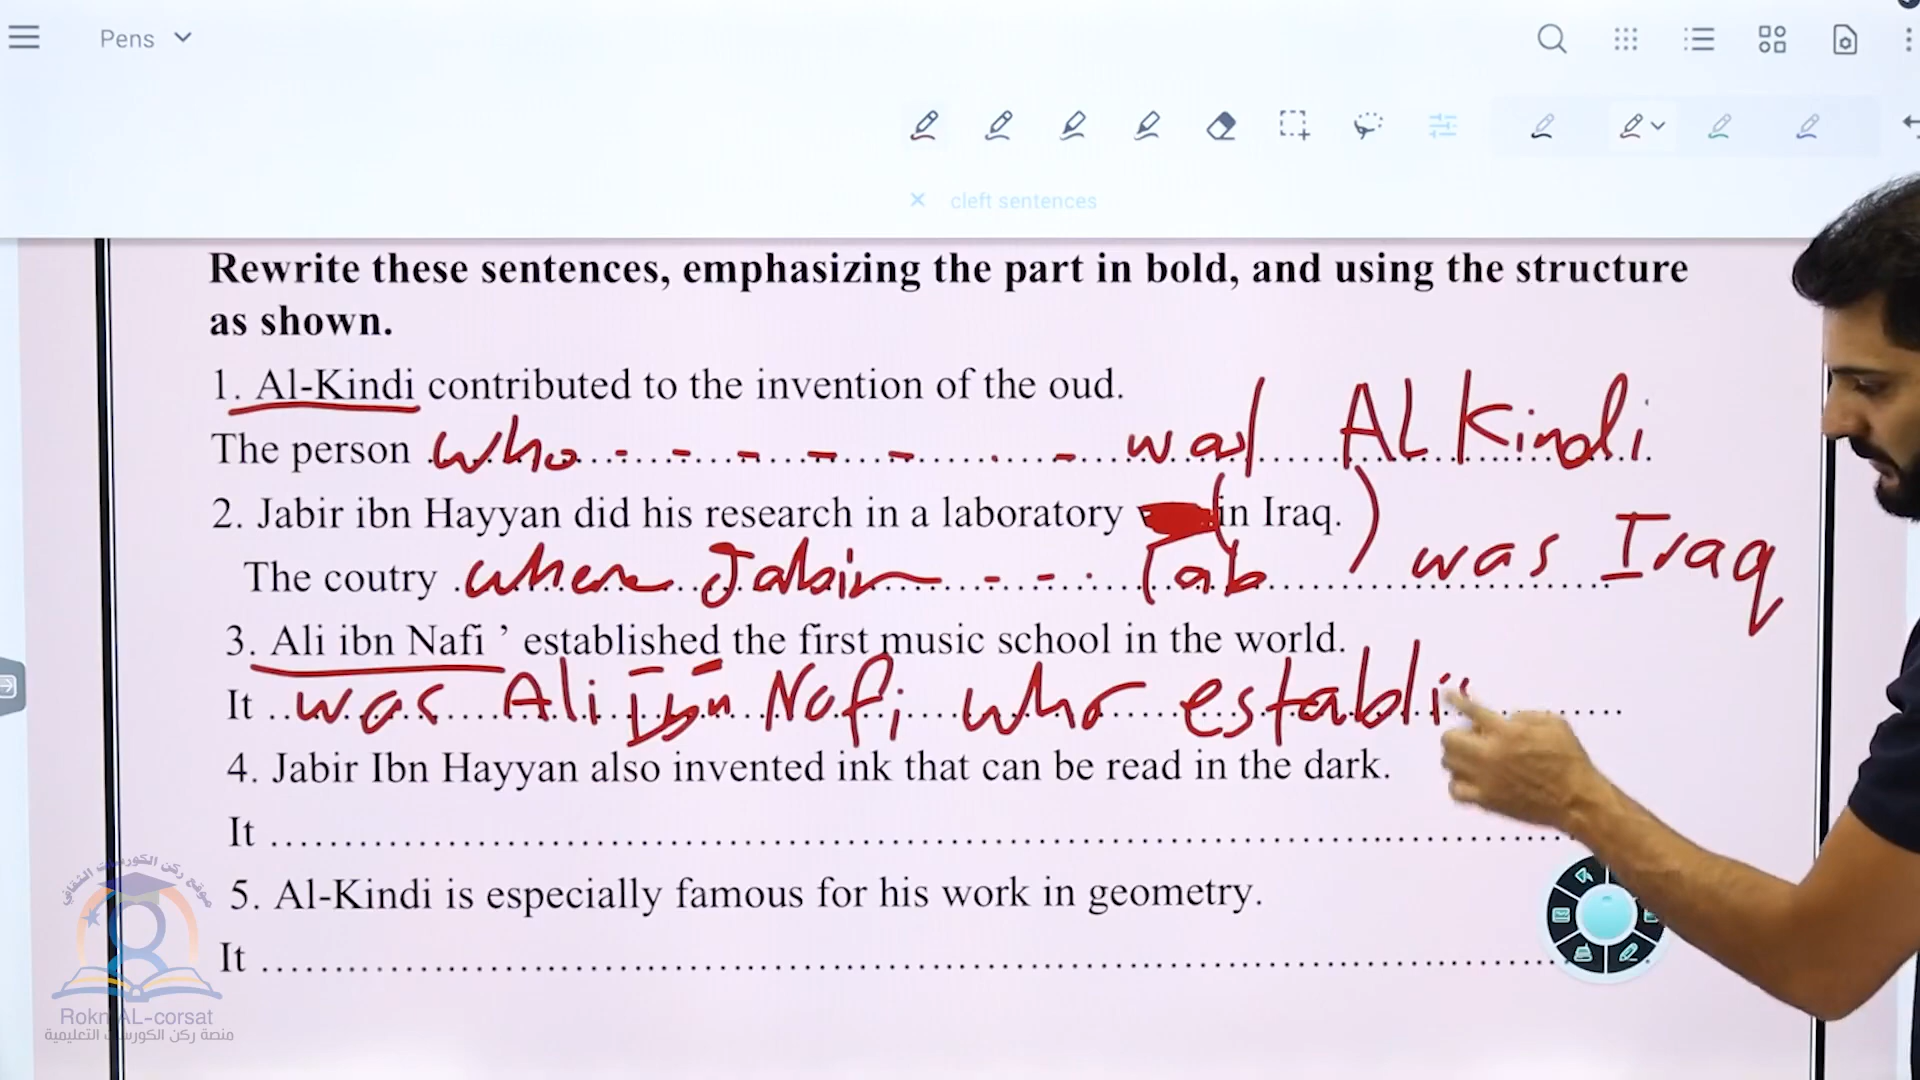 Pens
cleft sentences
Rewrite these sentences, emphasizing the part in bold, and using the structure
as shown.
1. Al-Kindi contributed to the invention of the oud.
The person who - - - - - . - was AL Kindi
2. Jabir ibn Hayyan did his research in a laboratory (in Iraq.)
The coutry where Jabir - - . lab was Iraq
3. Ali ibn Nafi ’ established the first music school in the world.
It was Ali Ibn Nafi who establis
4. Jabir Ibn Hayyan also invented ink that can be read in the dark.
It
5. Al-Kindi is especially famous for his work in geometry.
It
موقع ركن الكورسات الثقافي
Rokn AL-corsat
منصة ركن الكورسات التعليمية